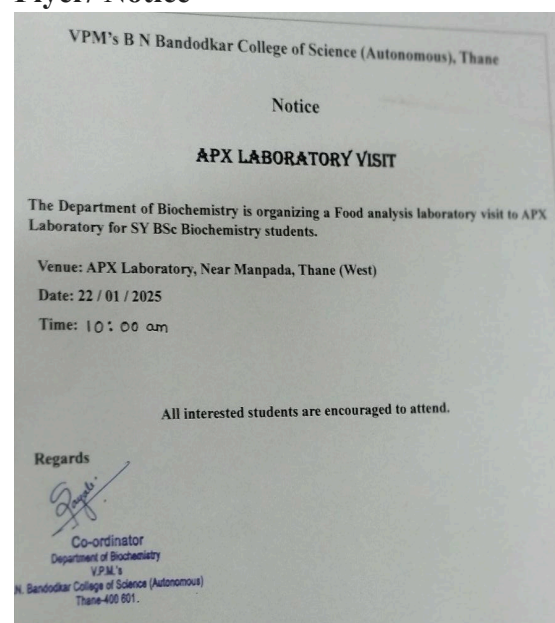 Flyer/ Notice
VPM's B N Bandodkar College of Science (Autonomous), Thane
Notice
APX LABORATORY VISIT
The Department of Biochemistry is organizing a Food analysis laboratory visit to APX
Laboratory for SY BSc Biochemistry students.
Venue: APX Laboratory, Near Manpada, Thane (West)
Date: 22 / 01 / 2025
Time: 10:00 am
All interested students are encouraged to attend.
Regards
Co-ordinator
Department of Biochemistry
V.P.M.'s
N. Bandodkar College of Science (Autonomous)
Thane-400 601.